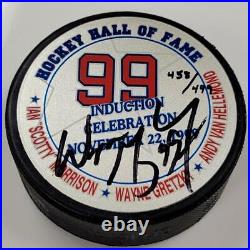 HOCKEY HALL OF FAME
99
458/499
INDUCTION
CELEBRATION
NOVEMBER 22, 1999
IAN "SCOTTY" MORRISON
WAYNE GRETZKY
ANDY VAN HELLEMOND